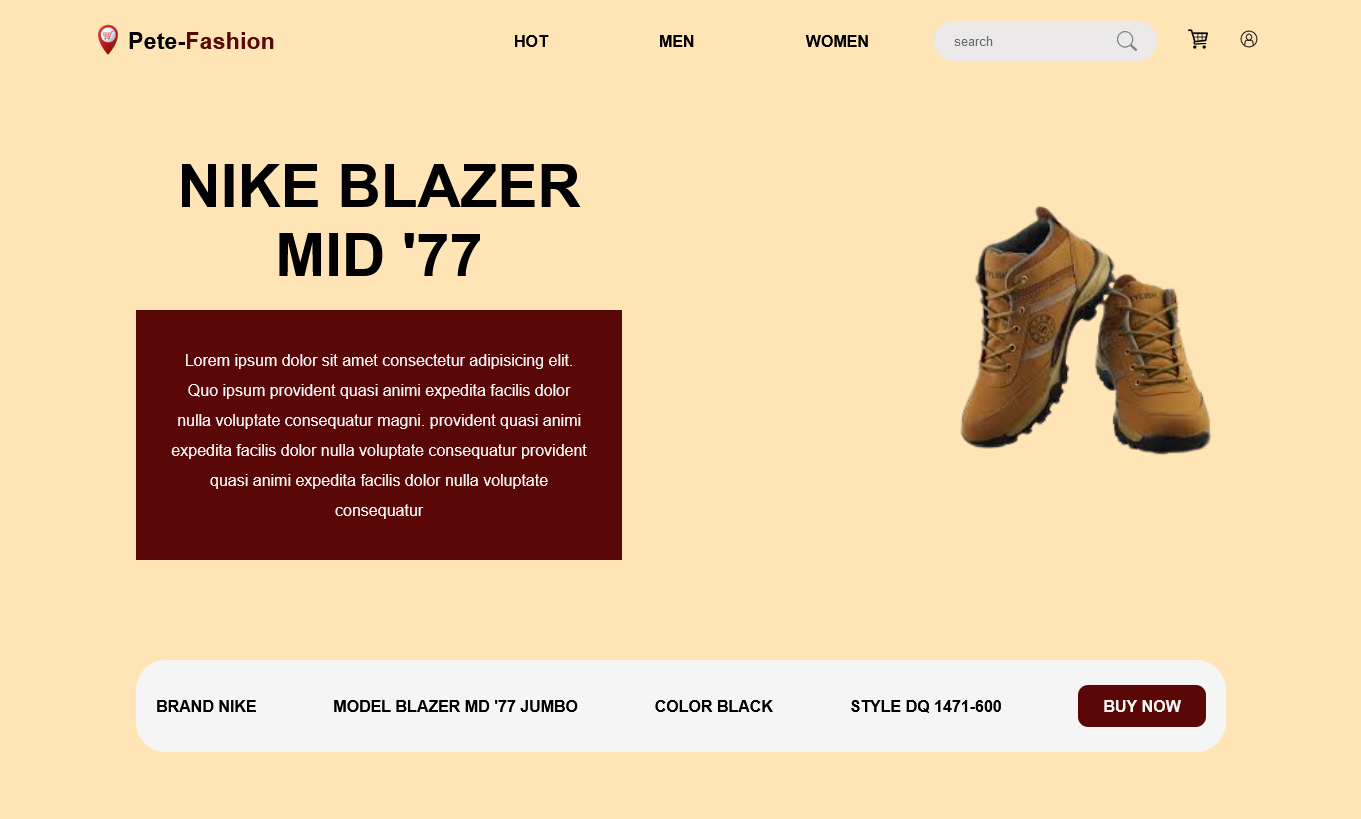 Pete-Fashion
HOT
MEN
WOMEN
search
NIKE BLAZER
MID '77
Lorem ipsum dolor sit amet consectetur adipisicing elit.
Quo ipsum provident quasi animi expedita facilis dolor
nulla voluptate consequatur magni. provident quasi animi
expedita facilis dolor nulla voluptate consequatur provident
quasi animi expedita facilis dolor nulla voluptate
consequatur
BRAND NIKE
MODEL BLAZER MD '77 JUMBO
COLOR BLACK
STYLE DQ 1471-600
BUY NOW